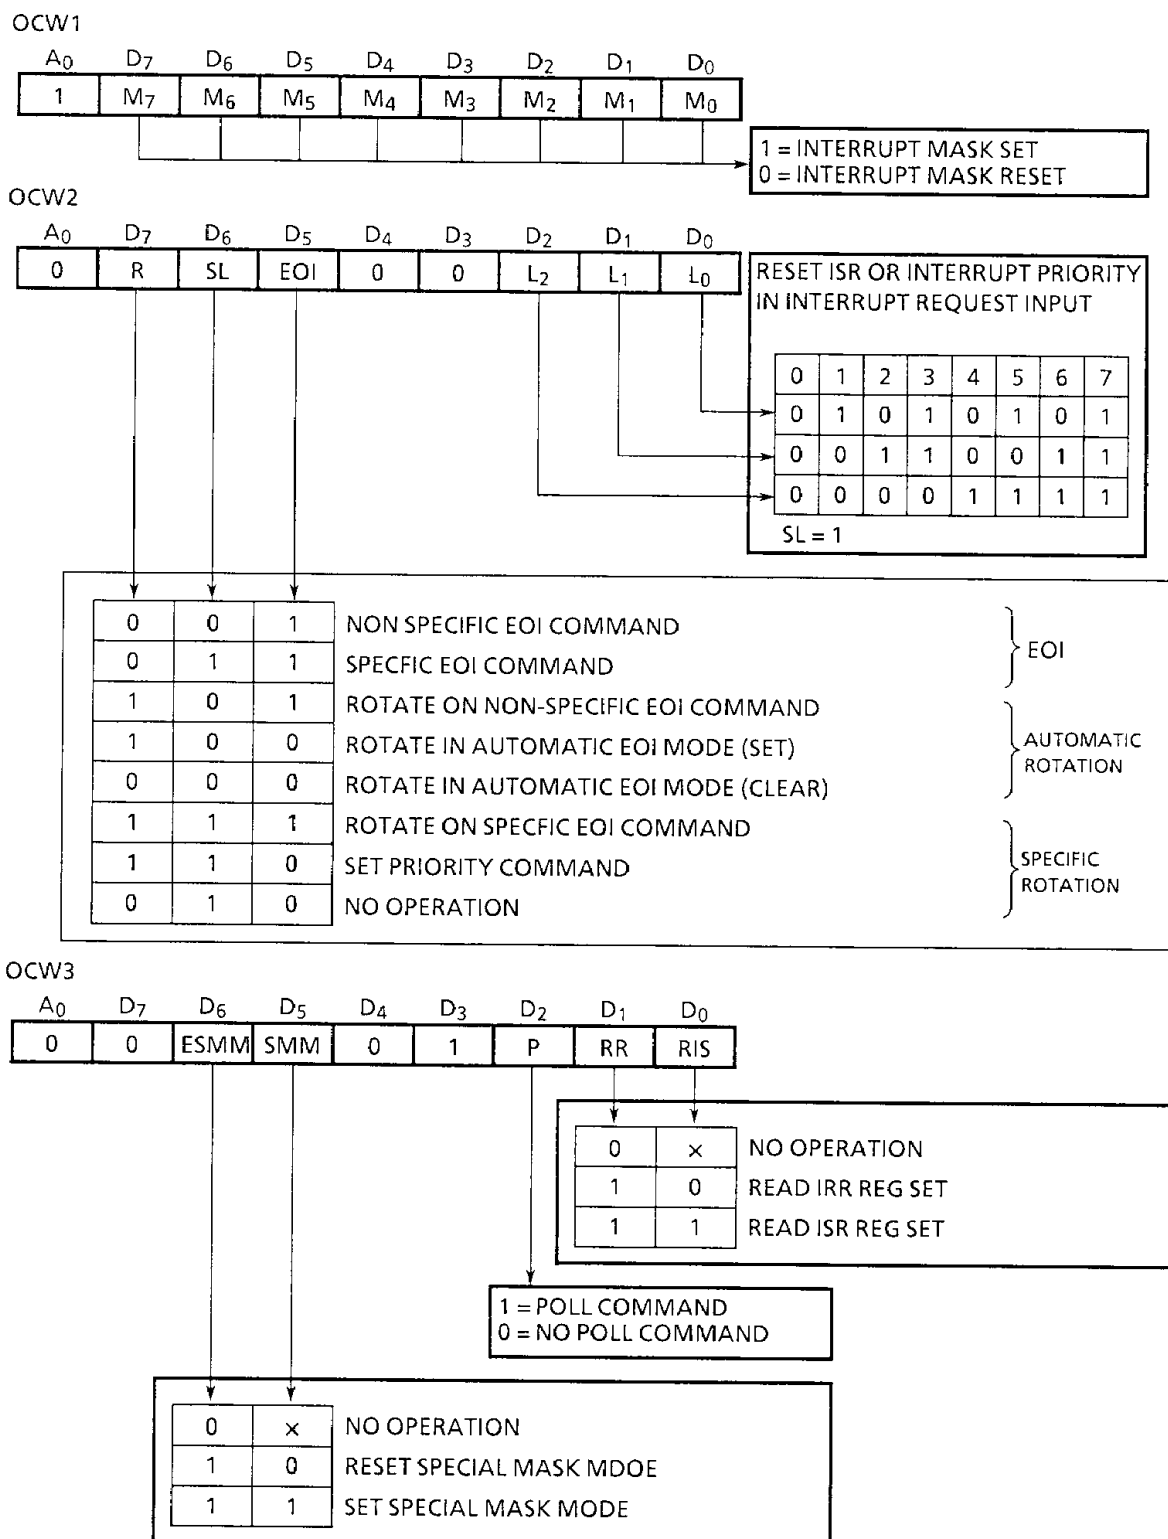 OCW1
A0 D7 D6 D5 D4 D3 D2 D1 D0
1 M7 M6 M5 M4 M3 M2 M1 M0
1 = INTERRUPT MASK SET
0 = INTERRUPT MASK RESET
OCW2
A0 D7 D6 D5 D4 D3 D2 D1 D0
0 R SL EOI 0 0 L2 L1 L0
RESET ISR OR INTERRUPT PRIORITY
IN INTERRUPT REQUEST INPUT
0 1 2 3 4 5 6 7
0 1 0 1 0 1 0 1
0 0 1 1 0 0 1 1
0 0 0 0 1 1 1 1
SL = 1
0 0 1 NON SPECIFIC EOI COMMAND
0 1 1 SPECFIC EOI COMMAND
EOI
1 0 1 ROTATE ON NON-SPECIFIC EOI COMMAND
1 0 0 ROTATE IN AUTOMATIC EOI MODE (SET)
0 0 0 ROTATE IN AUTOMATIC EOI MODE (CLEAR)
AUTOMATIC
ROTATION
1 1 1 ROTATE ON SPECFIC EOI COMMAND
1 1 0 SET PRIORITY COMMAND
0 1 0 NO OPERATION
SPECIFIC
ROTATION
OCW3
A0 D7 D6 D5 D4 D3 D2 D1 D0
0 0 ESMM SMM 0 1 P RR RIS
0 × NO OPERATION
1 0 READ IRR REG SET
1 1 READ ISR REG SET
1 = POLL COMMAND
0 = NO POLL COMMAND
0 × NO OPERATION
1 0 RESET SPECIAL MASK MDOE
1 1 SET SPECIAL MASK MODE